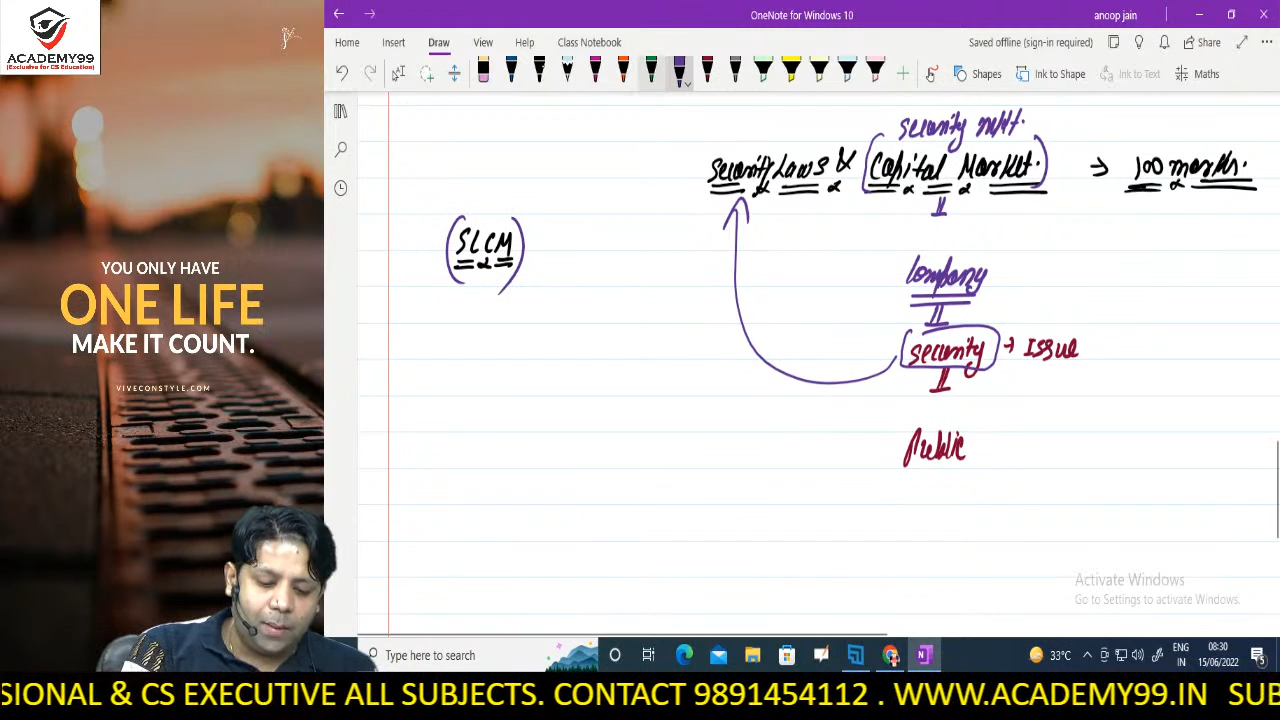 ACADEMY99
(Exclusive for CS Education)
YOU ONLY HAVE
ONE LIFE
MAKE IT COUNT.
VIVECONSTYLE.COM
OneNote for Windows 10
anoop jain
Home Insert Draw View Help Class Notebook
Saved offline (sign-in required)
Share
Shapes
Ink to Shape
Ink to Text
Maths
Security mkt.
Security Laws & Capital Market. → 100 marks.
(SLCM)
Company
Security → Issue
Public
Activate Windows
Go to Settings to activate Windows.
Type here to search
33°C
ENG
IN
08:30
15/06/2022
5
SIONAL & CS EXECUTIVE ALL SUBJECTS. CONTACT 9891454112 . WWW.ACADEMY99.IN SUB